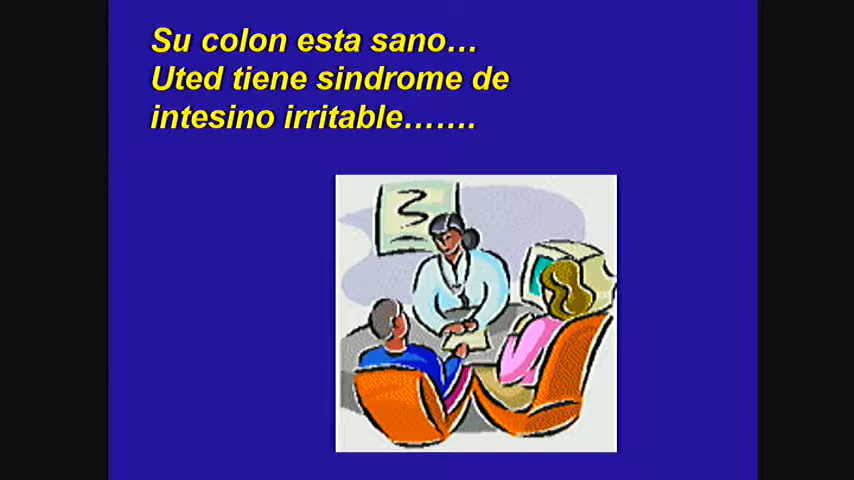 Su colon esta sano...
Uted tiene sindrome de
intesino irritable.......